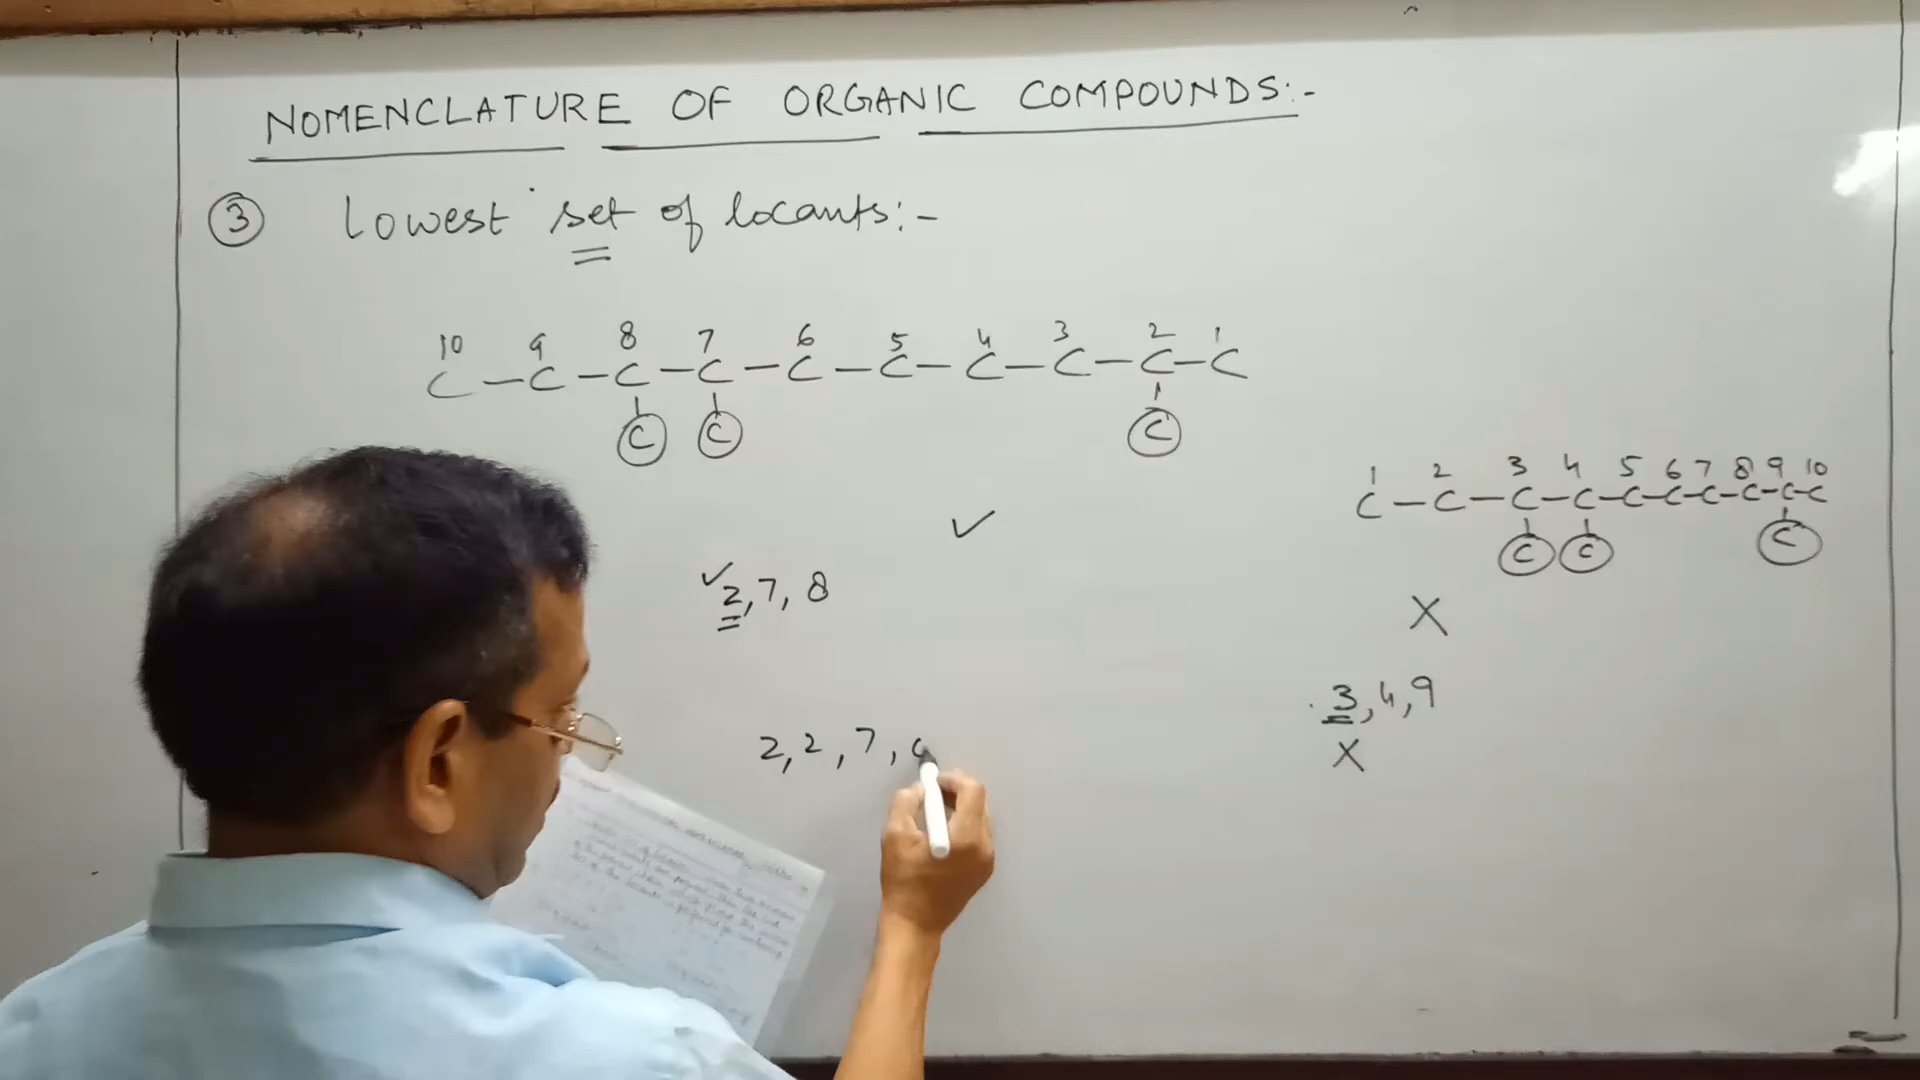 NOMENCLATURE OF ORGANIC COMPOUNDS:-
③ Lowest set of locants:-
10 9 8 7 6 5 4 3 2 1
C-C-C-C-C-C-C-C-C-C
C C C
1 2 3 4 5 6 7 8 9 10
C-C-C-C-C-C-C-C-C-C
C C C
✓
✓2, 7, 8
X
3, 4, 9
X
2, 2, 7,